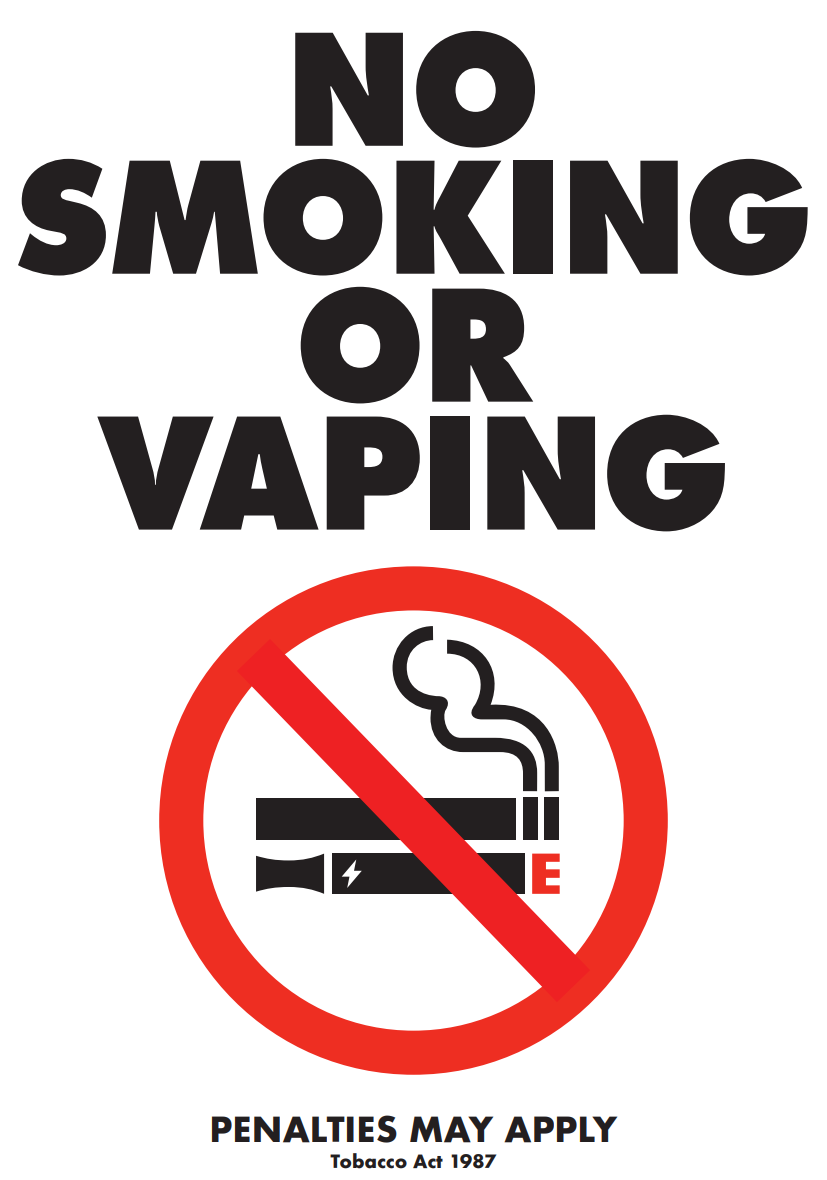 NO
SMOKING
OR
VAPING
E
PENALTIES MAY APPLY
Tobacco Act 1987